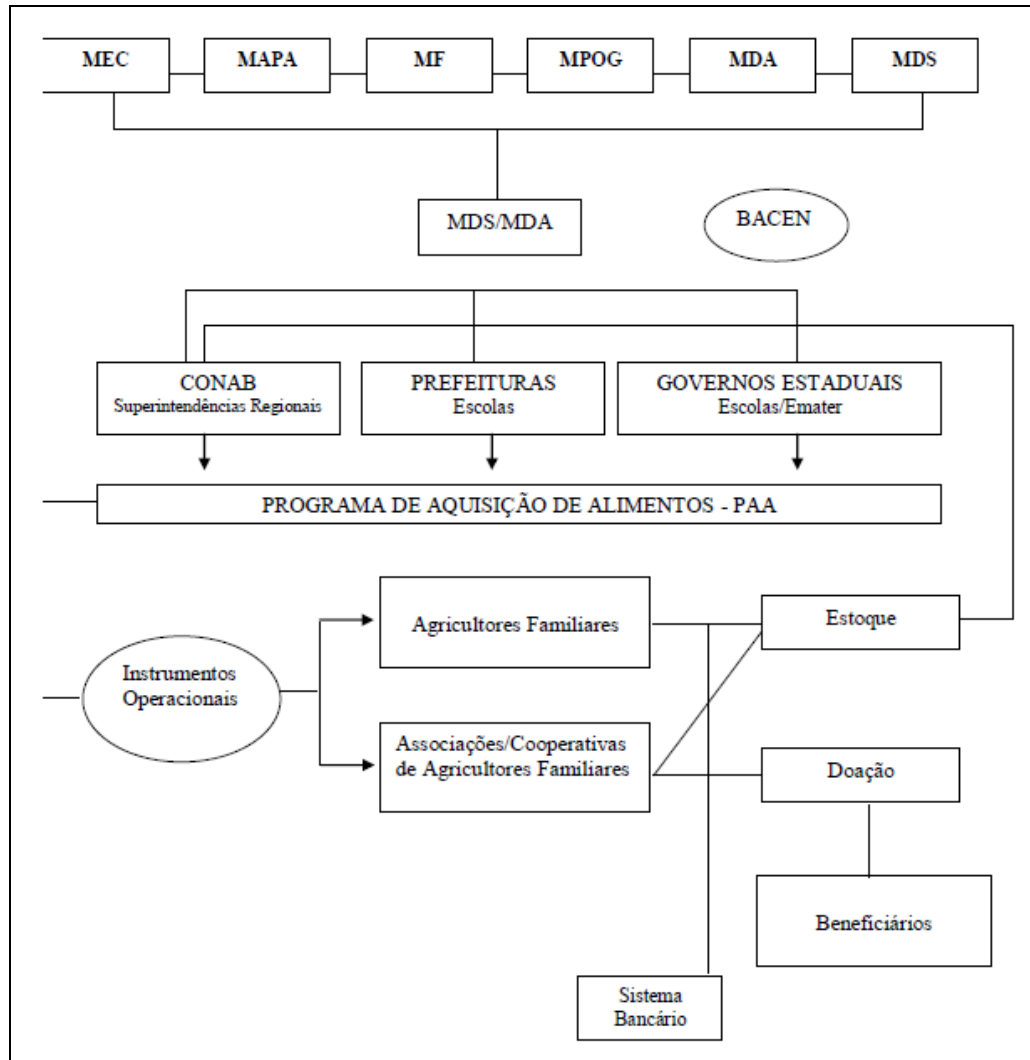 MEC
MAPA
MF
MPOG
MDA
MDS
MDS/MDA
BACEN
CONAB
Superintendências Regionais
PREFEITURAS
Escolas
GOVERNOS ESTADUAIS
Escolas/Emater
PROGRAMA DE AQUISIÇÃO DE ALIMENTOS - PAA
Instrumentos
Operacionais
Agricultores Familiares
Associações/Cooperativas
de Agricultores Familiares
Estoque
Doação
Beneficiários
Sistema
Bancário